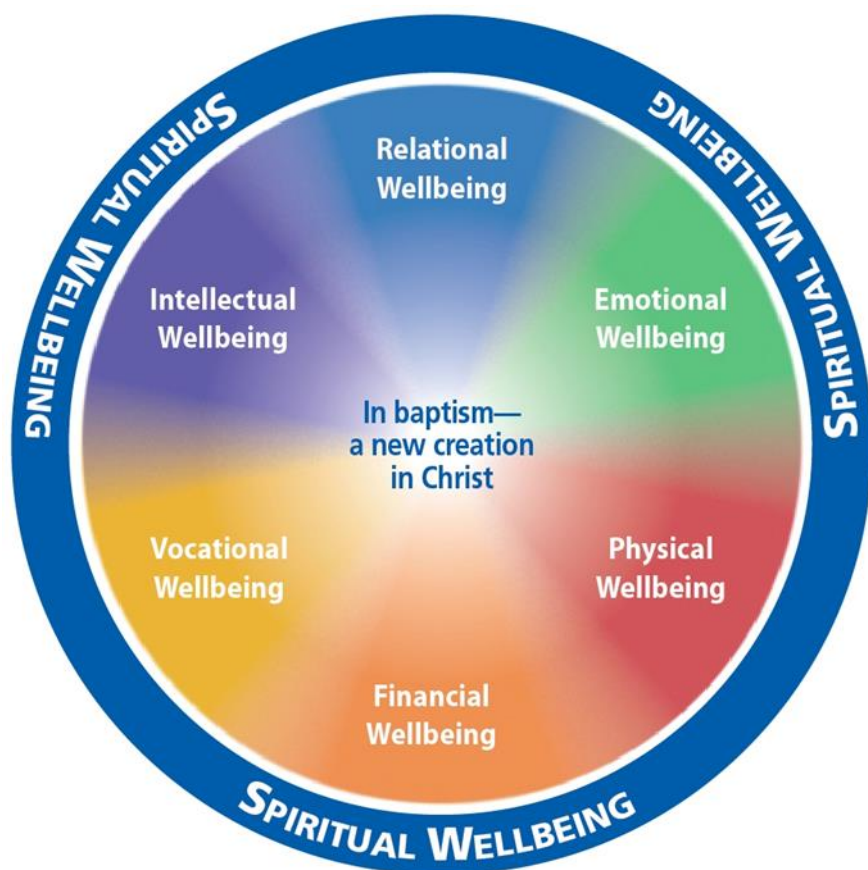 SPIRITUAL WELLBEING
SPIRITUAL WELLBEING
Relational
Wellbeing
Intellectual
Wellbeing
Emotional
Wellbeing
In baptism—
a new creation
in Christ
Vocational
Wellbeing
Physical
Wellbeing
Financial
Wellbeing
SPIRITUAL WELLBEING